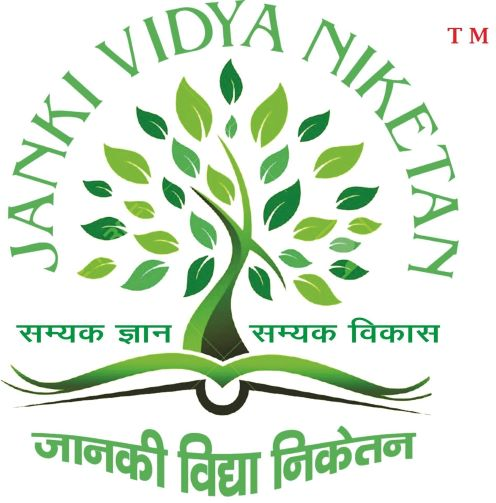 JANKI VIDYA NIKETAN
TM
सम्यक ज्ञान सम्यक विकास
जानकी विद्या निकेतन